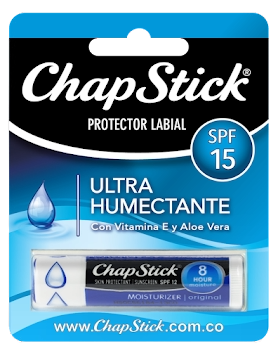 ChapStick®
PROTECTOR LABIAL
SPF
15
ULTRA
HUMECTANTE
Con Vitamina E y Aloe Vera
ChapStick®
SKIN PROTECTANT / SUNSCREEN SPF 12
8
HOUR
moisture
MOISTURIZER | original
www.ChapStick.com.co